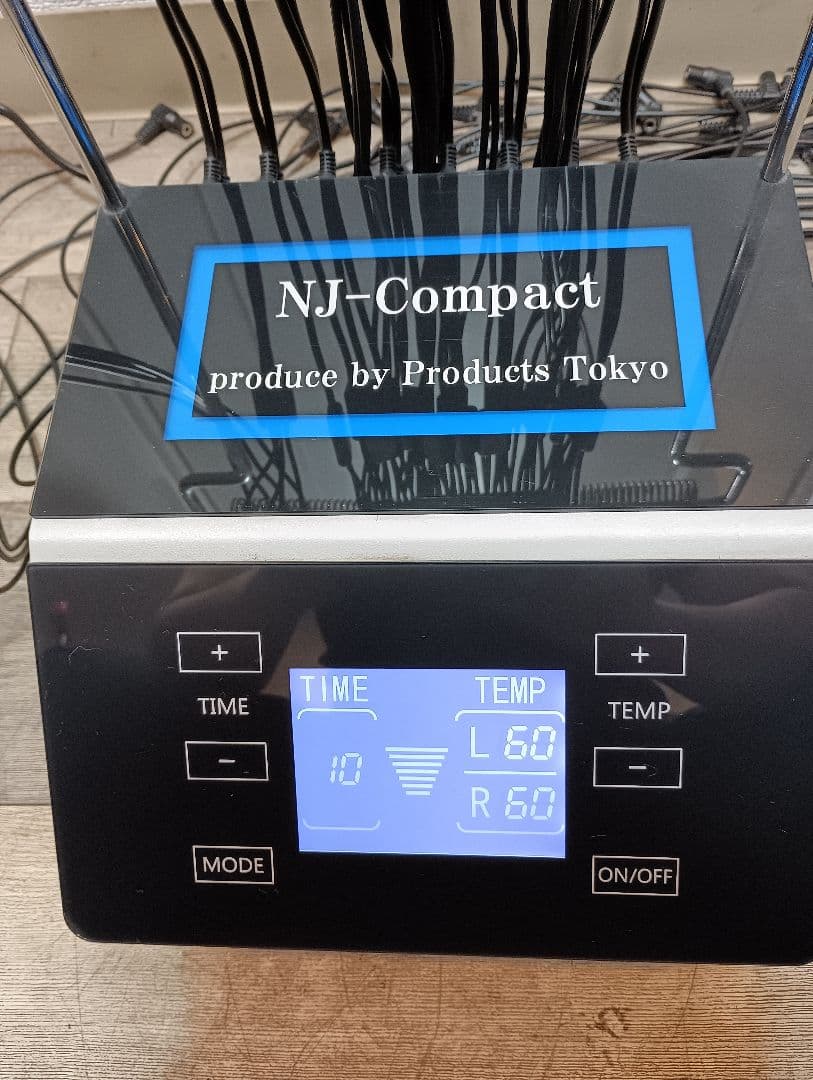 NJ-Compact
produce by Products Tokyo
+
TIME
-
MODE
TIME
10
TEMP
L 60
R 60
+
TEMP
-
ON/OFF